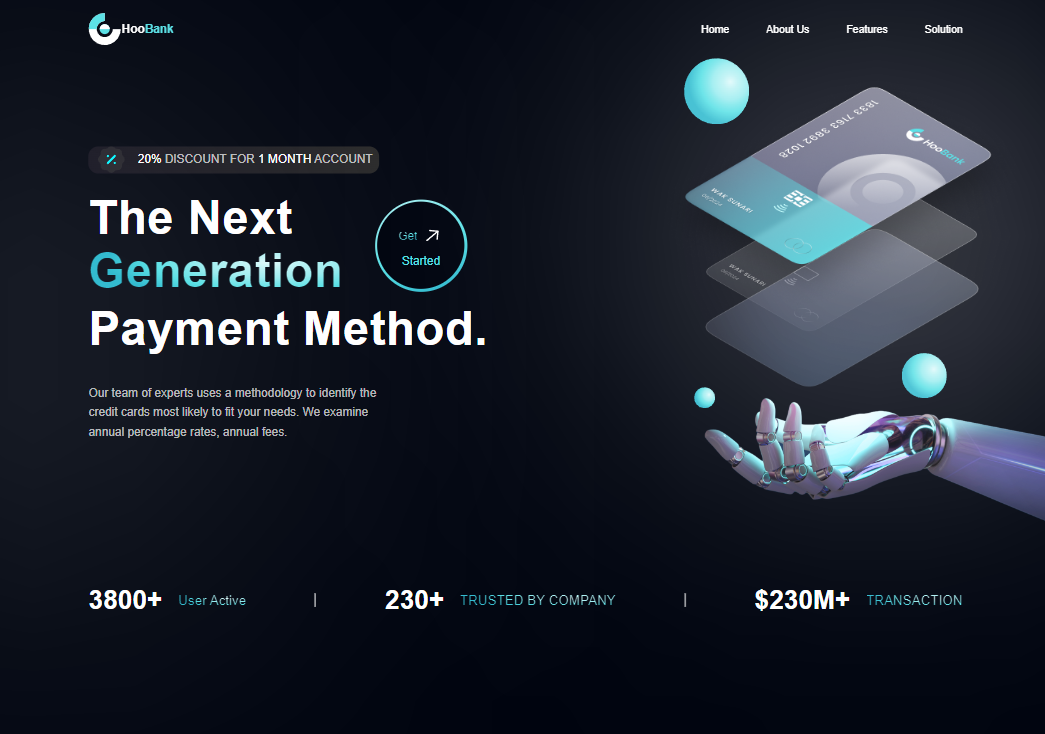 HooBank
Home About Us Features Solution
20% DISCOUNT FOR 1 MONTH ACCOUNT
The Next
Generation
Payment Method.
Get
Started
Our team of experts uses a methodology to identify the
credit cards most likely to fit your needs. We examine
annual percentage rates, annual fees.
1833 7163 3892 1028
HooBank
WAK SUNARI
WAK SUNARI
3800+ User Active | 230+ TRUSTED BY COMPANY | $230M+ TRANSACTION